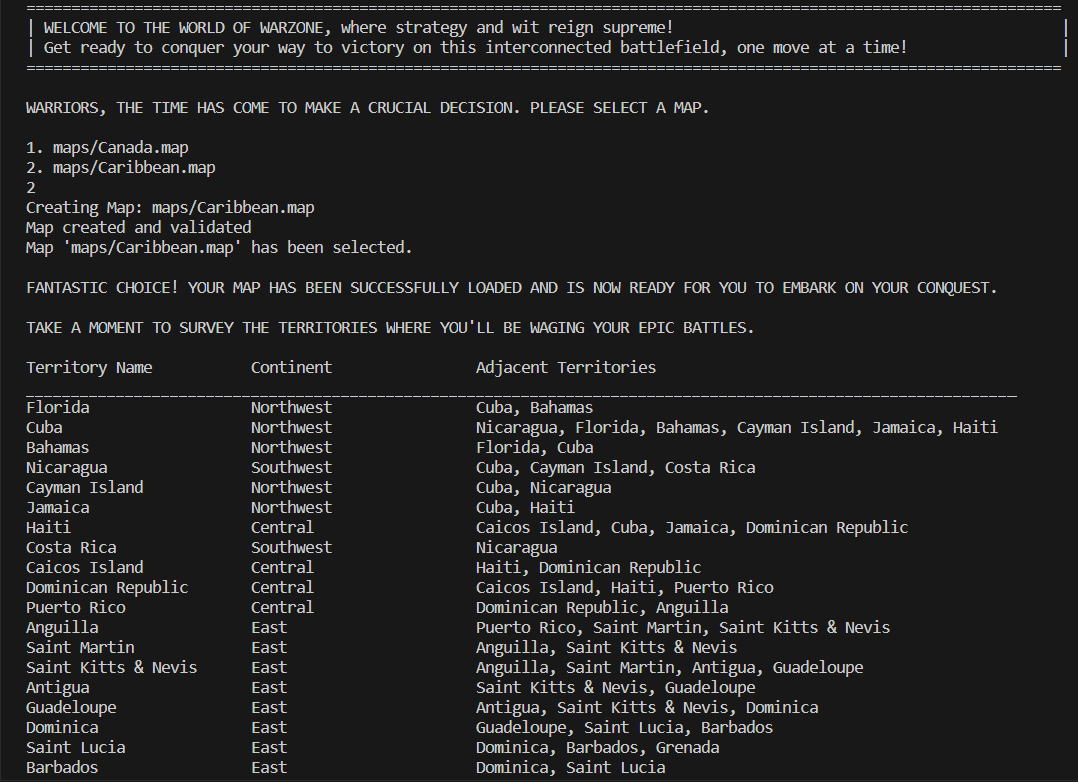 =====================================================================================================================
| WELCOME TO THE WORLD OF WARZONE, where strategy and wit reign supreme! |
| Get ready to conquer your way to victory on this interconnected battlefield, one move at a time! |
=====================================================================================================================
WARRIORS, THE TIME HAS COME TO MAKE A CRUCIAL DECISION. PLEASE SELECT A MAP.
1. maps/Canada.map
2. maps/Caribbean.map
2
Creating Map: maps/Caribbean.map
Map created and validated
Map 'maps/Caribbean.map' has been selected.
FANTASTIC CHOICE! YOUR MAP HAS BEEN SUCCESSFULLY LOADED AND IS NOW READY FOR YOU TO EMBARK ON YOUR CONQUEST.
TAKE A MOMENT TO SURVEY THE TERRITORIES WHERE YOU'LL BE WAGING YOUR EPIC BATTLES.
Territory Name Continent Adjacent Territories
______________________________________________________________________________________________________________
Florida Northwest Cuba, Bahamas
Cuba Northwest Nicaragua, Florida, Bahamas, Cayman Island, Jamaica, Haiti
Bahamas Northwest Florida, Cuba
Nicaragua Southwest Cuba, Cayman Island, Costa Rica
Cayman Island Northwest Cuba, Nicaragua
Jamaica Northwest Cuba, Haiti
Haiti Central Caicos Island, Cuba, Jamaica, Dominican Republic
Costa Rica Southwest Nicaragua
Caicos Island Central Haiti, Dominican Republic
Dominican Republic Central Caicos Island, Haiti, Puerto Rico
Puerto Rico Central Dominican Republic, Anguilla
Anguilla East Puerto Rico, Saint Martin, Saint Kitts & Nevis
Saint Martin East Anguilla, Saint Kitts & Nevis
Saint Kitts & Nevis East Anguilla, Saint Martin, Antigua, Guadeloupe
Antigua East Saint Kitts & Nevis, Guadeloupe
Guadeloupe East Antigua, Saint Kitts & Nevis, Dominica
Dominica East Guadeloupe, Saint Lucia, Barbados
Saint Lucia East Dominica, Barbados, Grenada
Barbados East Dominica, Saint Lucia